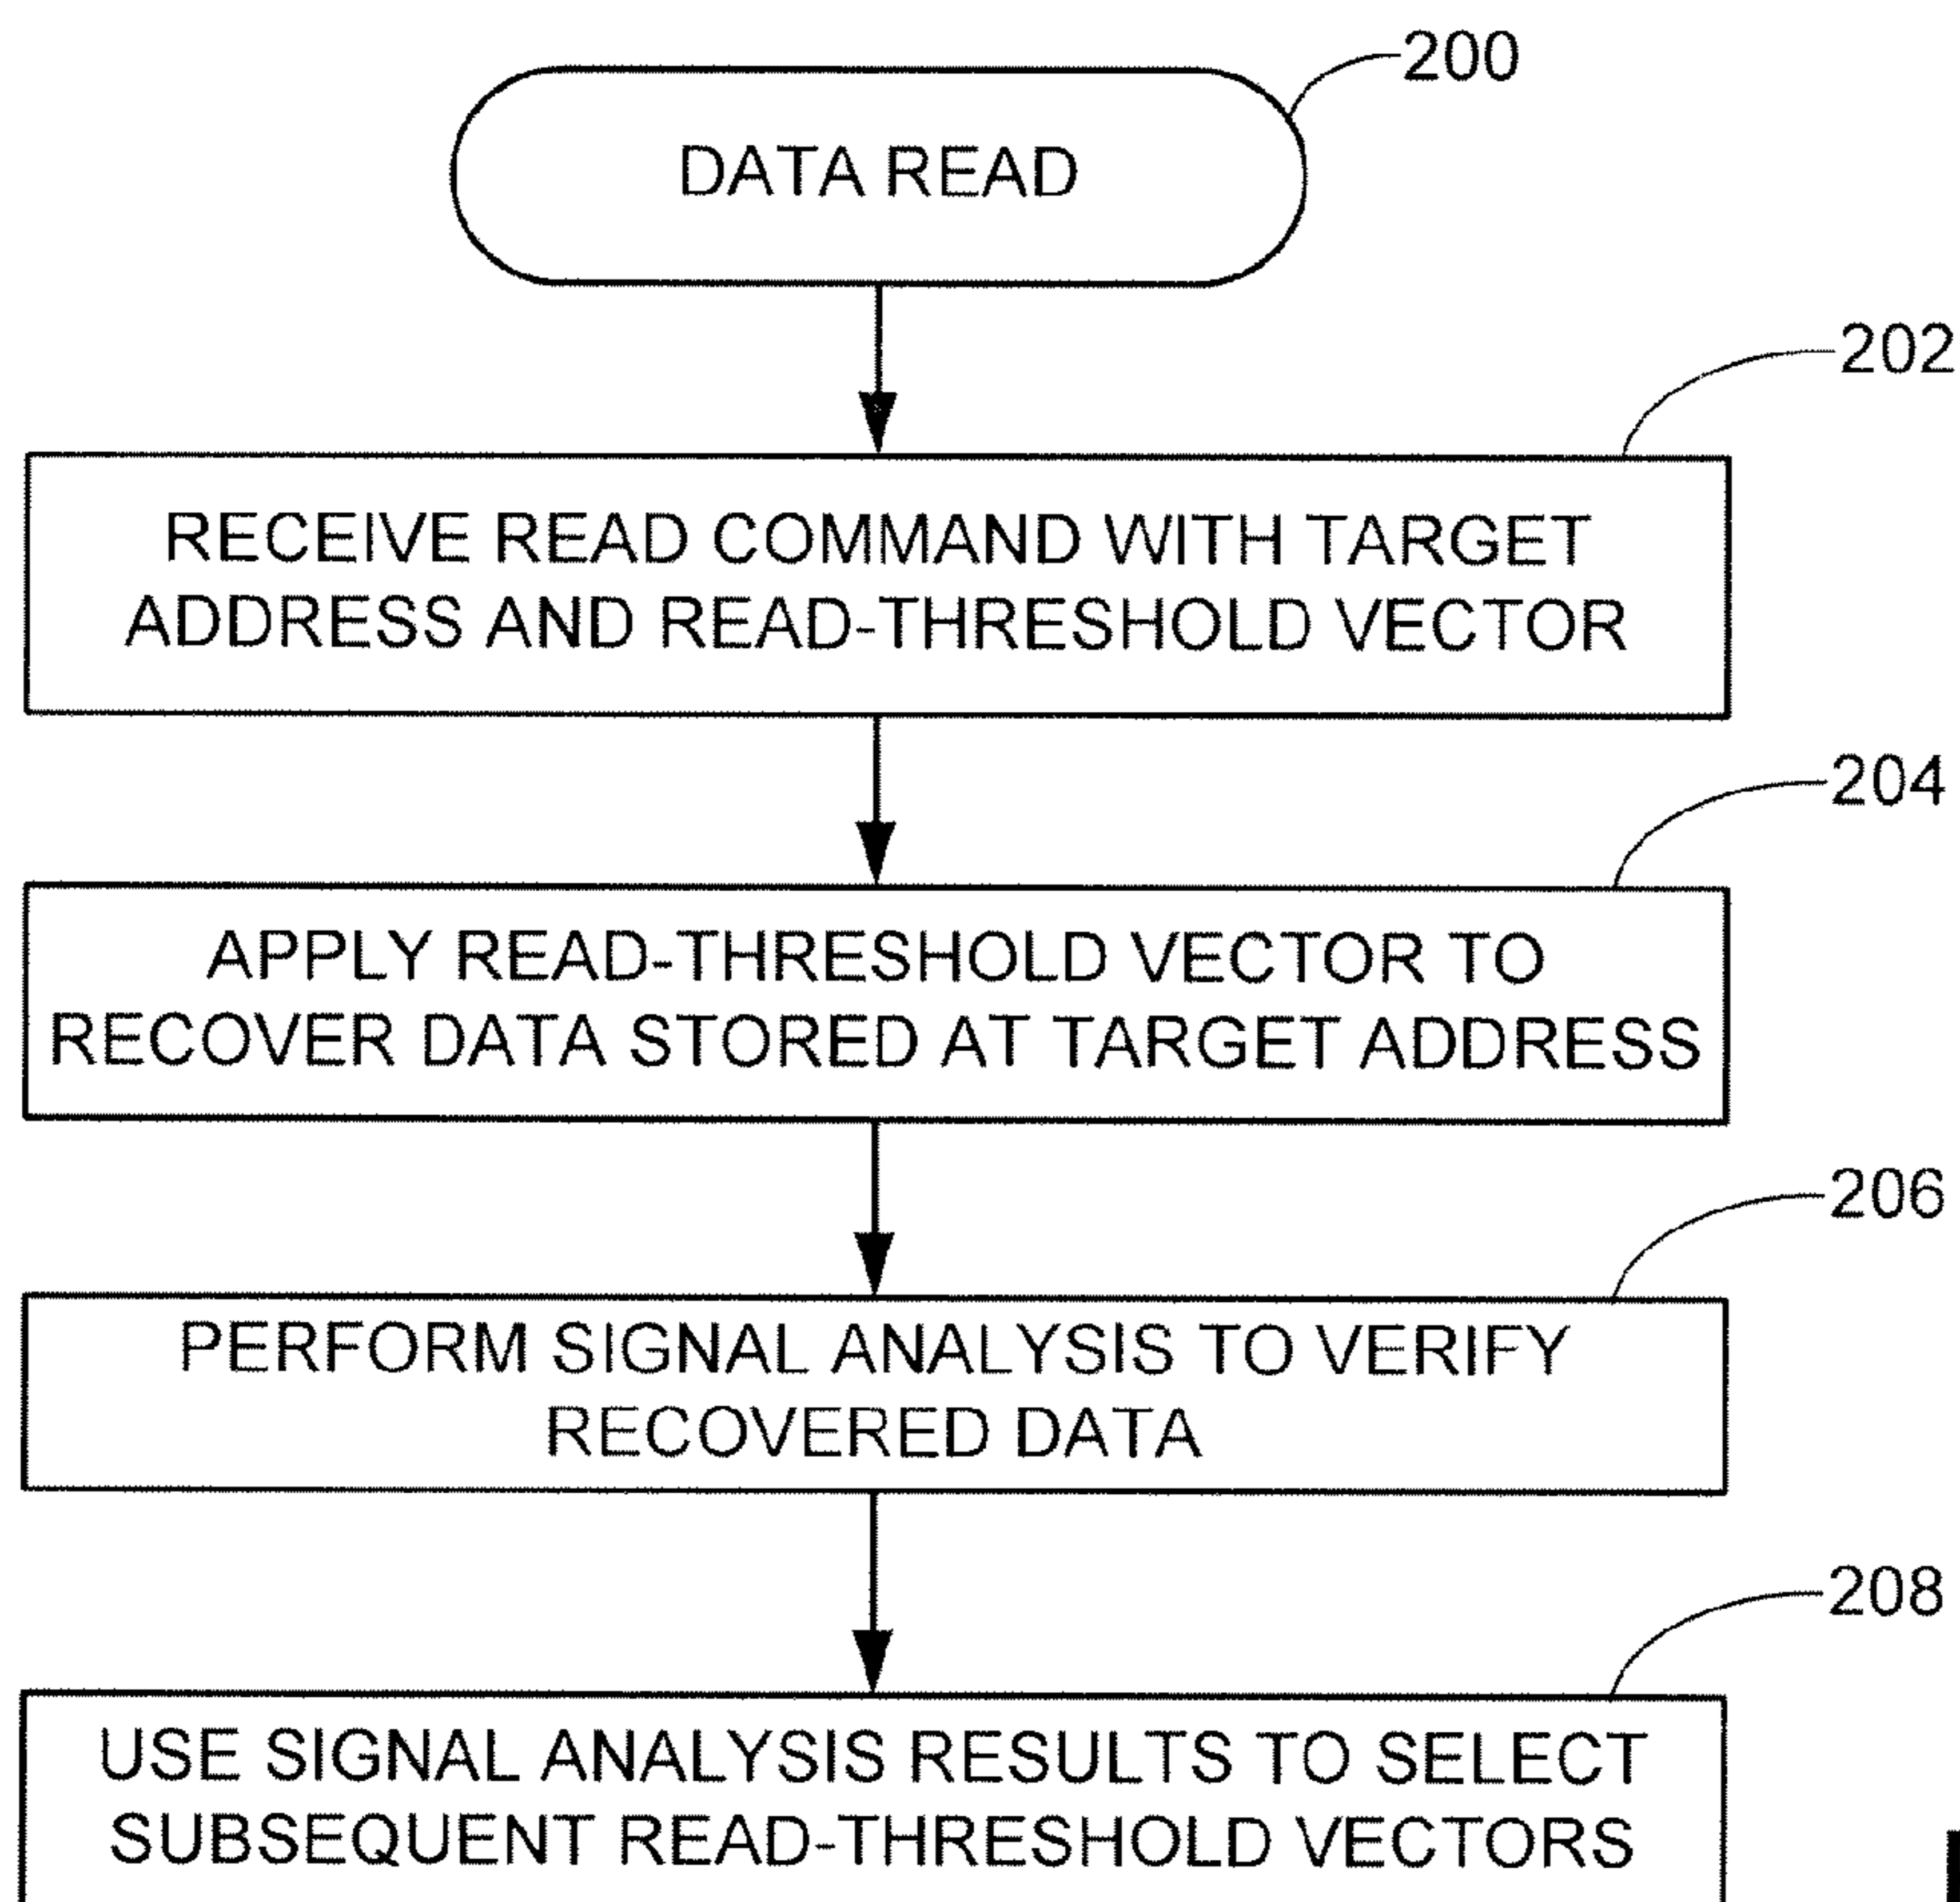 200
DATA READ
202
RECEIVE READ COMMAND WITH TARGET
ADDRESS AND READ-THRESHOLD VECTOR
204
APPLY READ-THRESHOLD VECTOR TO
RECOVER DATA STORED AT TARGET ADDRESS
206
PERFORM SIGNAL ANALYSIS TO VERIFY
RECOVERED DATA
208
USE SIGNAL ANALYSIS RESULTS TO SELECT
SUBSEQUENT READ-THRESHOLD VECTORS